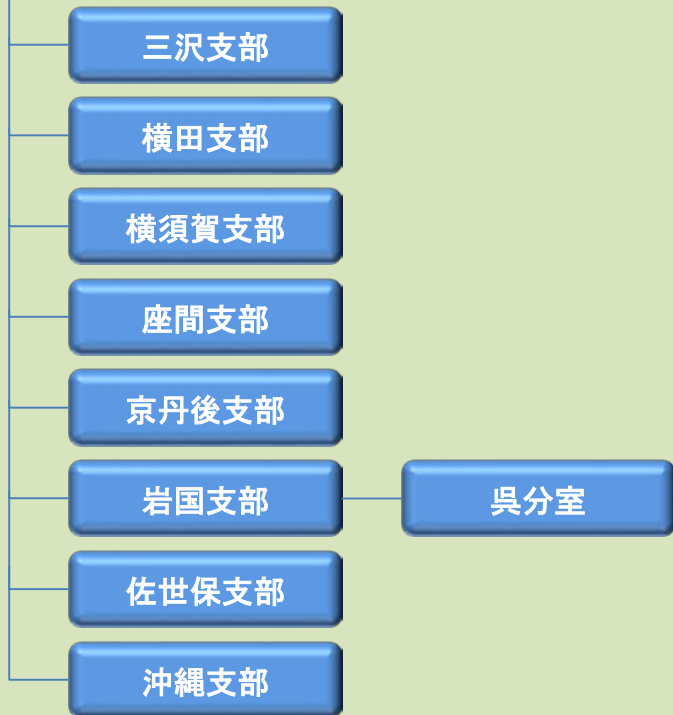 三沢支部
横田支部
横須賀支部
座間支部
京丹後支部
岩国支部
呉分室
佐世保支部
沖縄支部